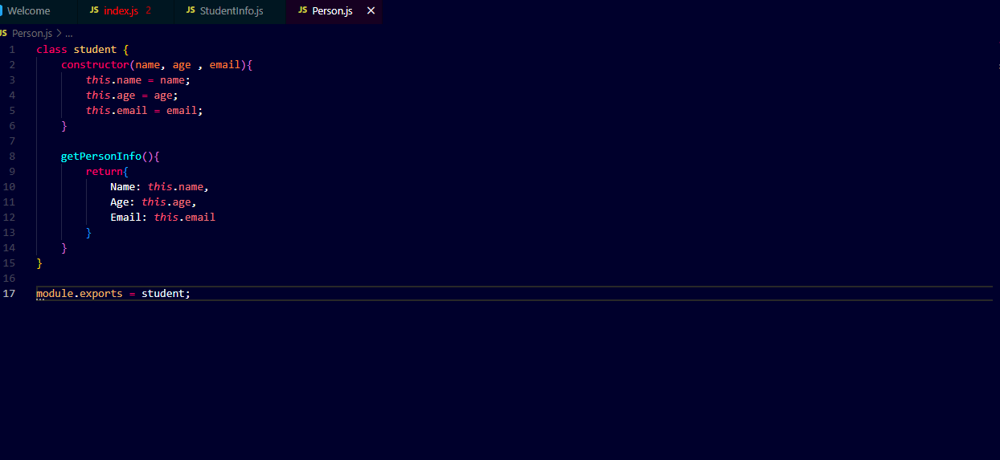 Welcome JS index.js 2 JS StudentInfo.js JS Person.js ×
JS Person.js > ...
1 class student {
2     constructor(name, age , email){
3         this.name = name;
4         this.age = age;
5         this.email = email;
6     }
7
8     getPersonInfo(){
9         return{
10             Name: this.name,
11             Age: this.age,
12             Email: this.email
13         }
14     }
15 }
16
17 module.exports = student;